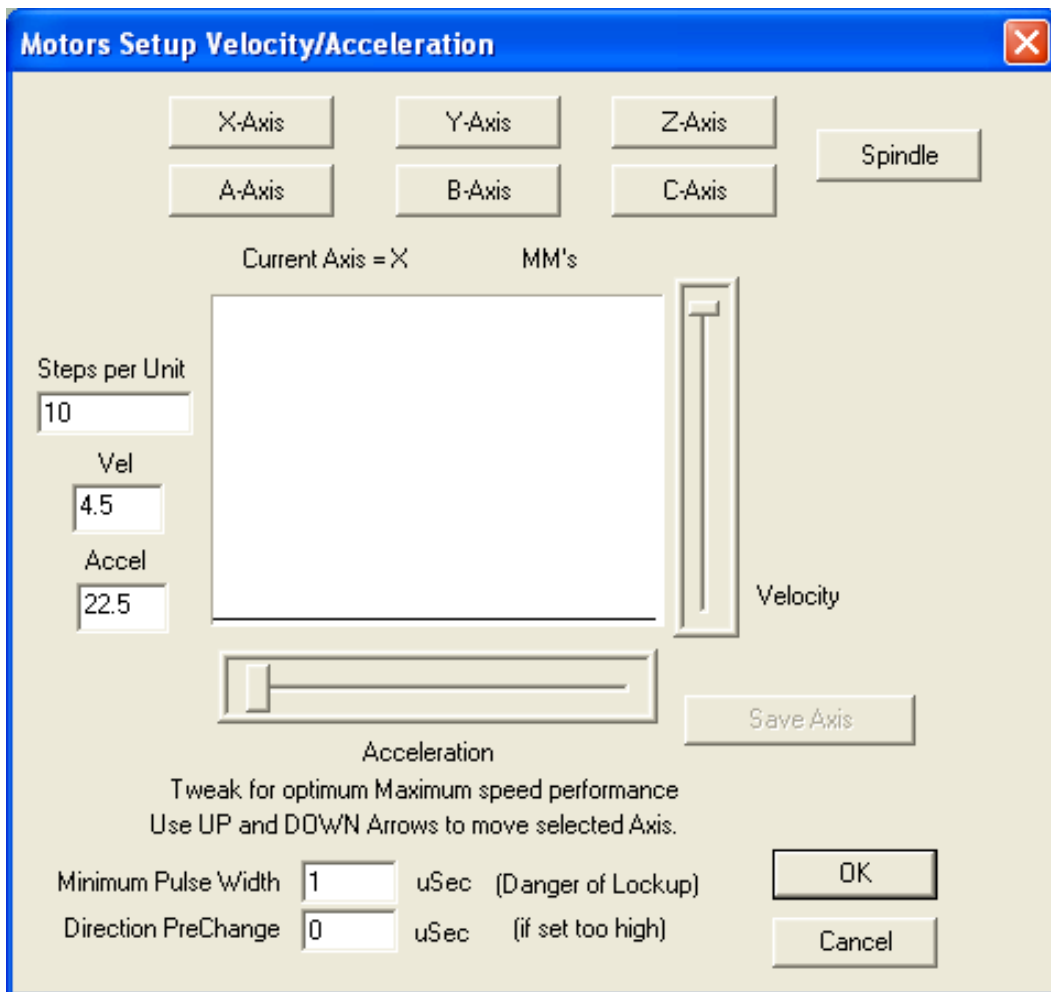 Motors Setup Velocity/Acceleration
X-Axis Y-Axis Z-Axis
Spindle
A-Axis B-Axis C-Axis
Current Axis = X MM's
Steps per Unit
10
Vel
4.5
Accel
22.5
Velocity
Save Axis
Acceleration
Tweak for optimum Maximum speed performance
Use UP and DOWN Arrows to move selected Axis.
Minimum Pulse Width 1 uSec (Danger of Lockup)
OK
Direction PreChange 0 uSec (if set too high)
Cancel